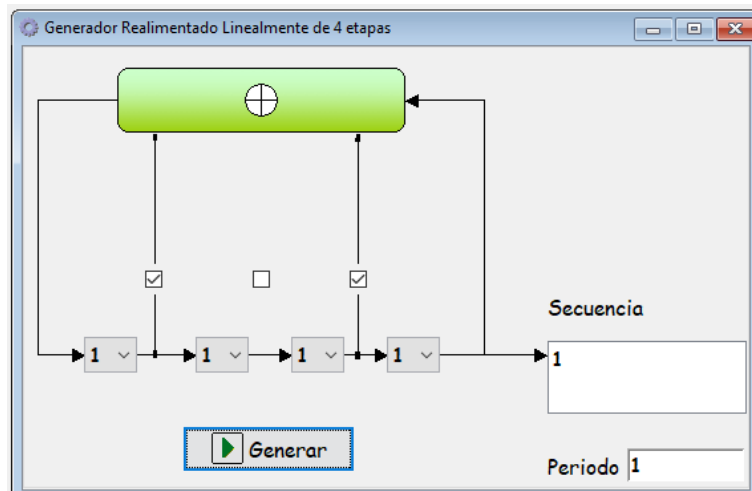 Generador Realimentado Linealmente de 4 etapas
1 1 1 1
Secuencia
1
Generar
Periodo 1